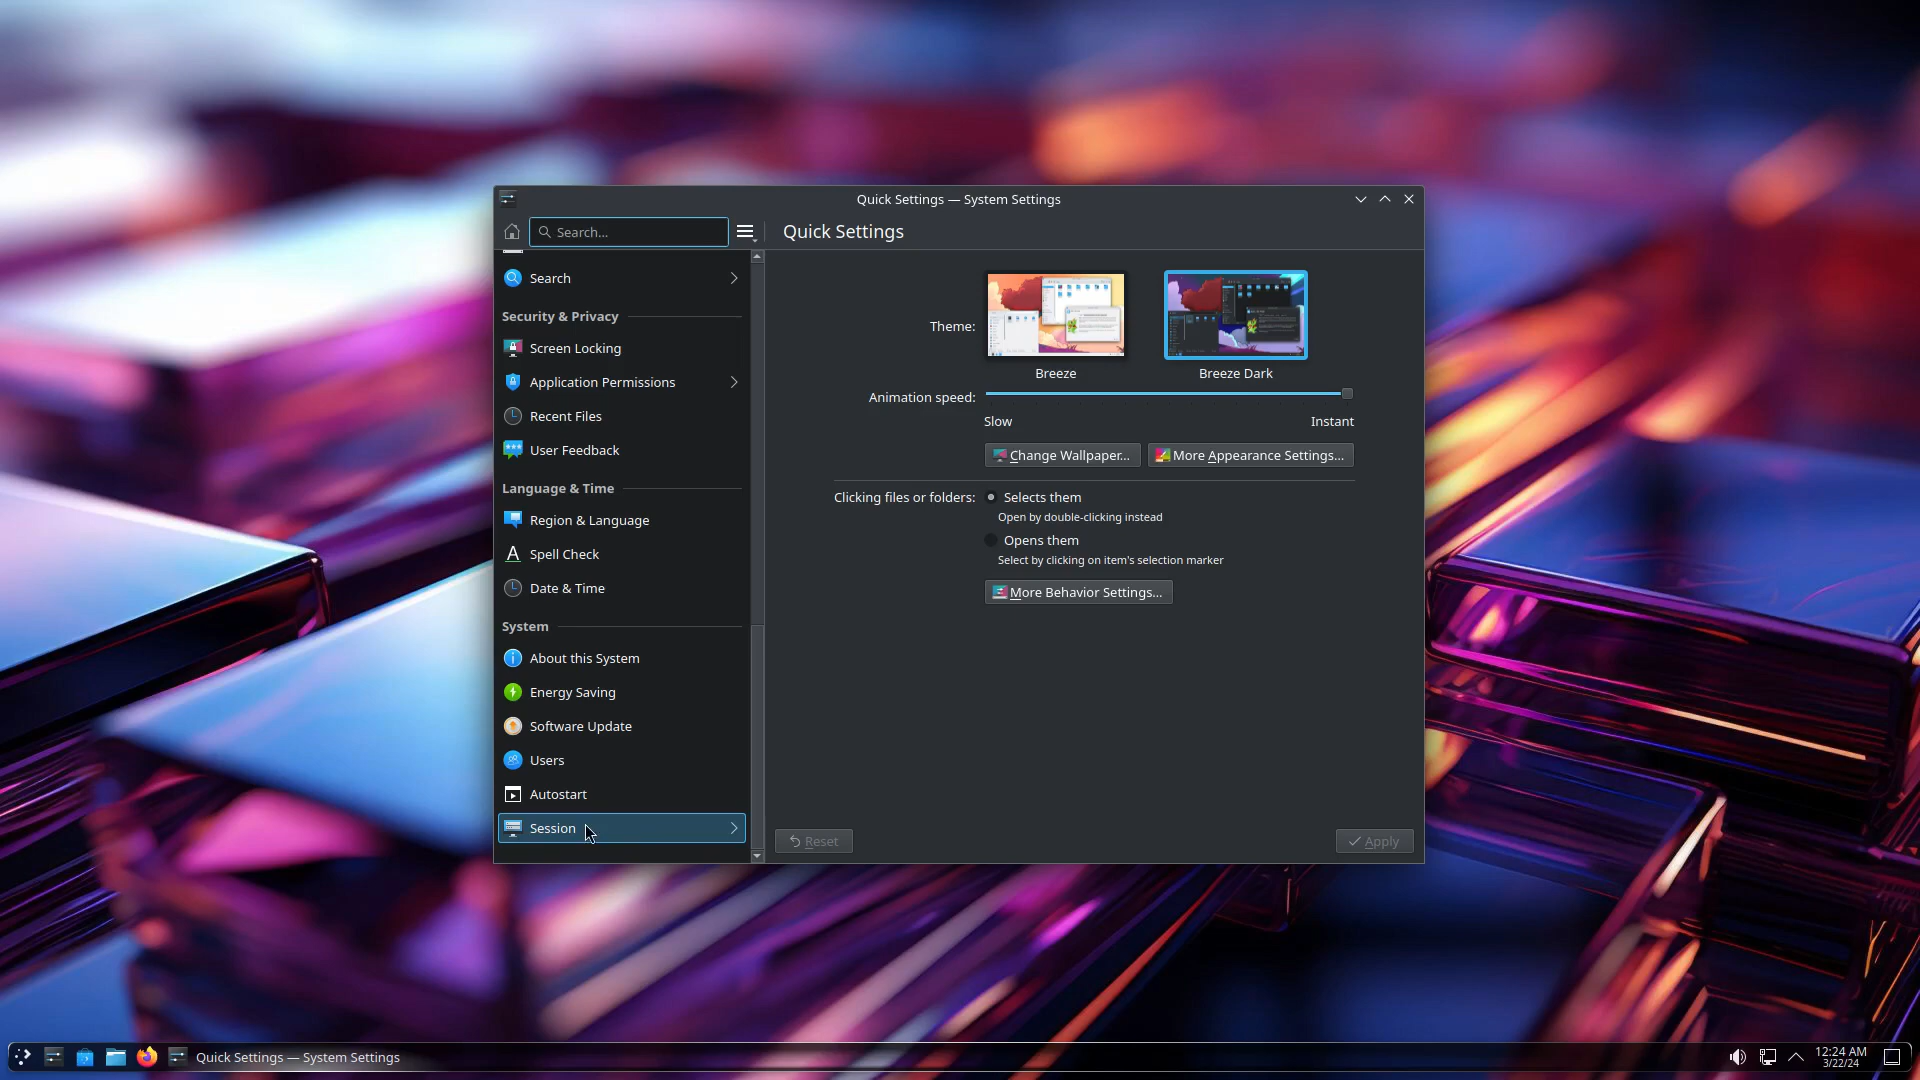 Quick Settings — System Settings
Search...
Quick Settings
Search
Security & Privacy
Screen Locking
Application Permissions
Recent Files
User Feedback
Language & Time
Region & Language
Spell Check
Date & Time
System
About this System
Energy Saving
Software Update
Users
Autostart
Session
Theme:
Breeze
Breeze Dark
Animation speed:
Slow
Instant
Change Wallpaper...
More Appearance Settings...
Clicking files or folders:
Selects them
Open by double-clicking instead
Opens them
Select by clicking on item's selection marker
More Behavior Settings...
Reset
Apply
Quick Settings — System Settings
12:24 AM
3/22/24